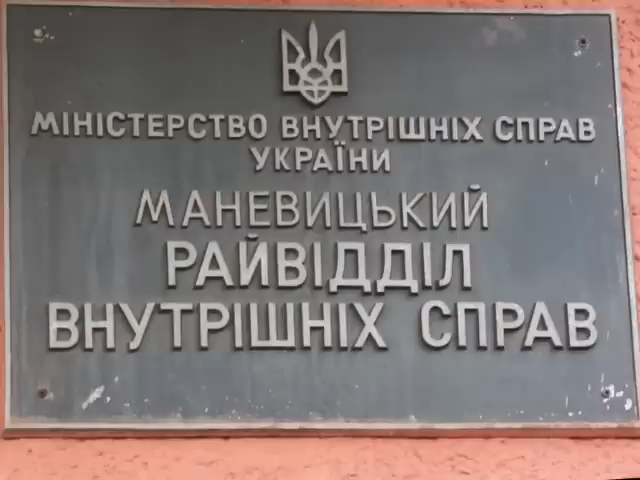 МІНІСТЕРСТВО ВНУТРІШНІХ СПРАВ
УКРАЇНИ
МАНЕВИЦЬКИЙ
РАЙВІДДІЛ
ВНУТРІШНІХ СПРАВ